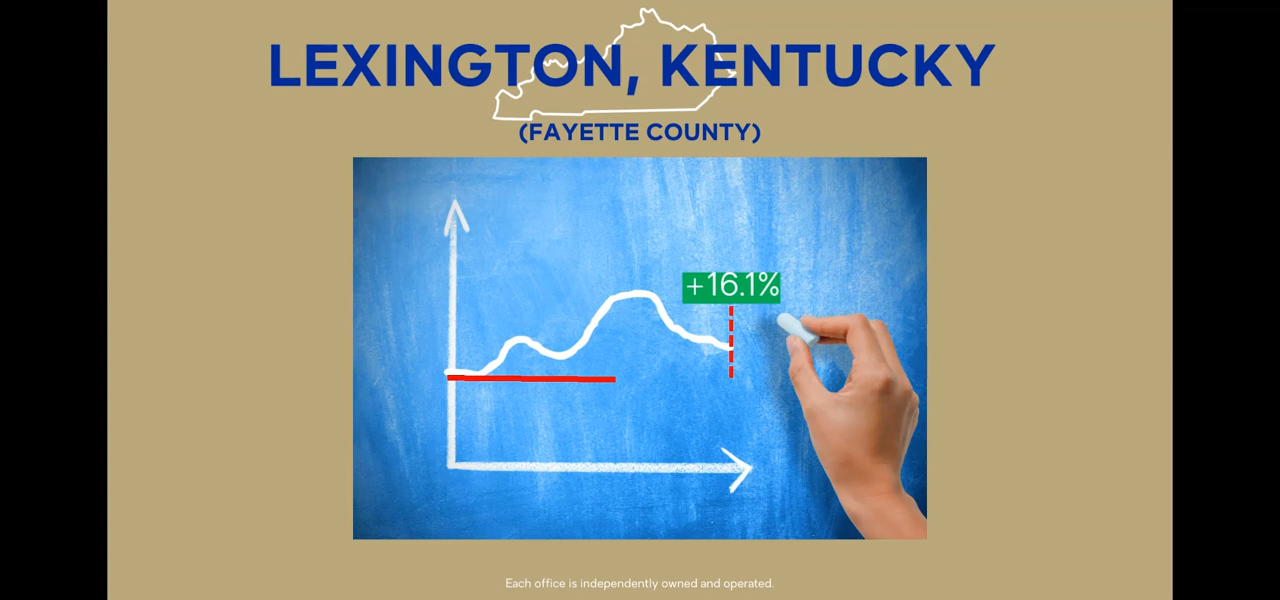 LEXINGTON, KENTUCKY
(FAYETTE COUNTY)
+16.1%
Each office is independently owned and operated.